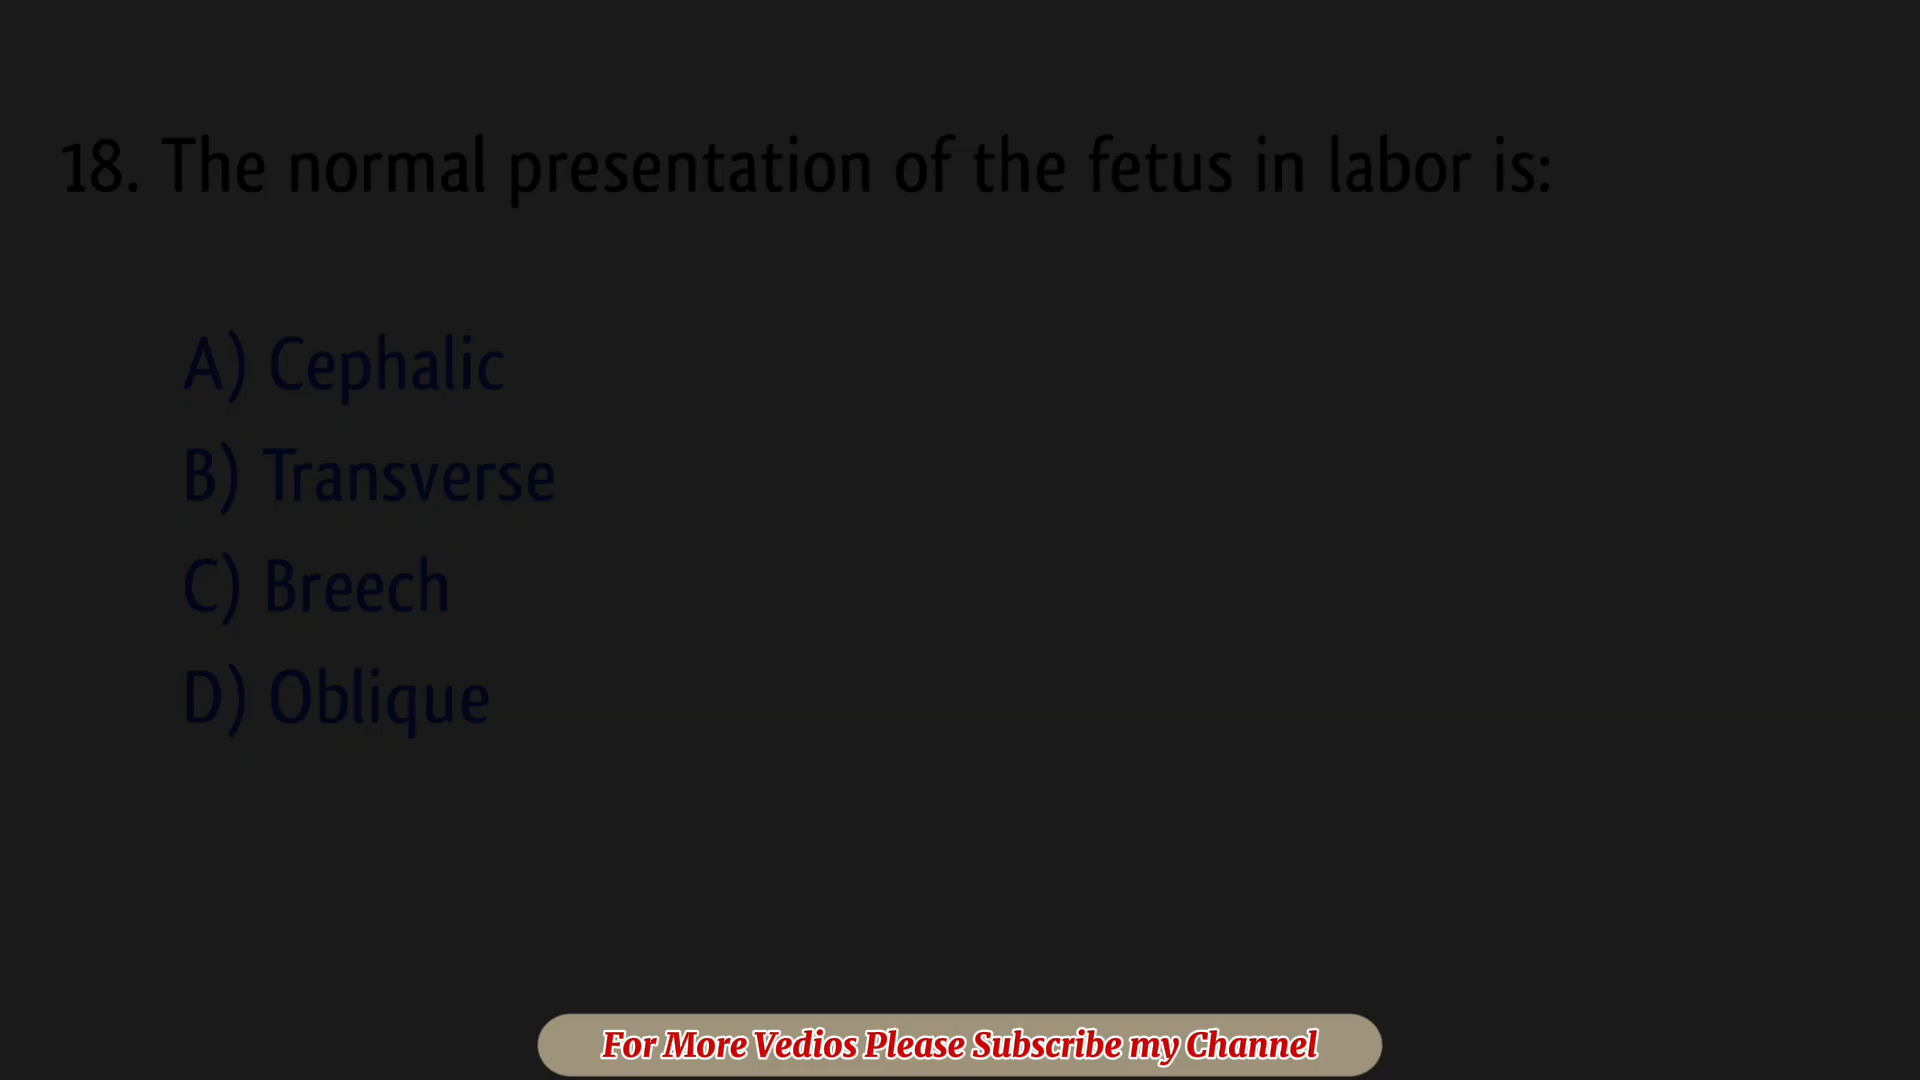 18. The normal presentation of the fetus in labor is:
A) Cephalic
B) Transverse
C) Breech
D) Oblique
For More Vedios Please Subscribe my Channel